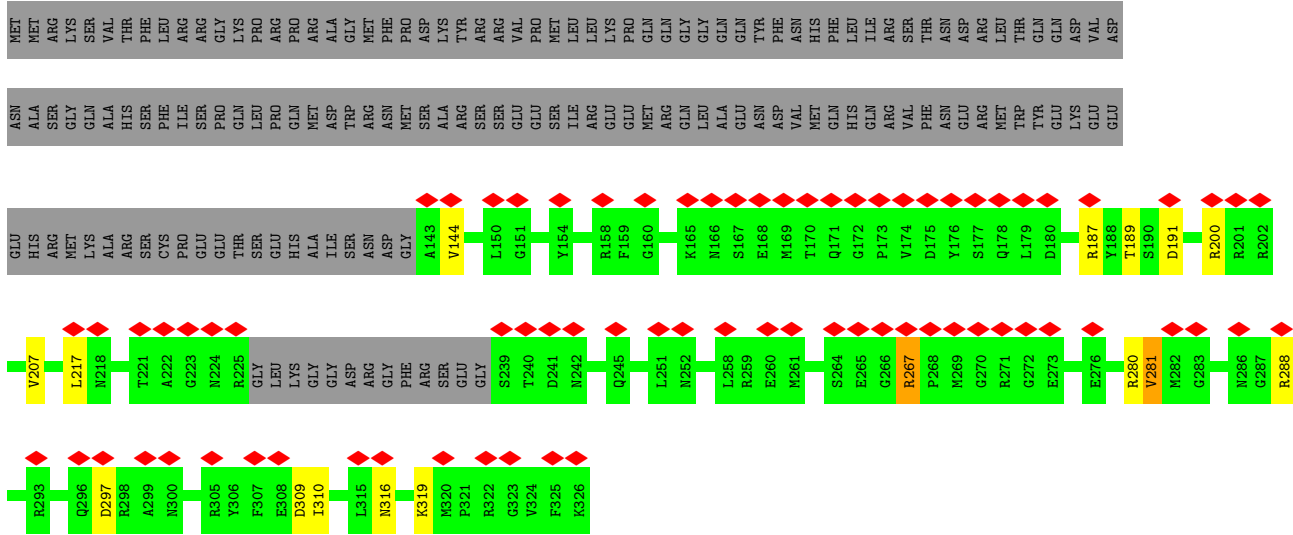 MET MET ARG LYS SER VAL THR PHE LEU ARG ARG GLY LYS PRO ARG PRO ARG ALA GLY MET PHE PRO ASP LYS TYR ARG ARG VAL PRO MET LEU LEU LYS PRO GLN GLN GLY GLY GLN GLN TYR PHE ASN HIS PHE LEU ILE ARG SER THR ASN ASP ARG LEU THR GLN GLN ASP VAL ASP
ASN ALA SER GLY GLN ALA HIS SER PHE ILE SER PRO GLN LEU PRO GLN MET ASP TRP ARG ASN MET SER ALA ARG SER SER GLU GLU SER ILE ARG GLU GLU MET ARG GLN LEU ALA GLU ASN ASP VAL MET GLN HIS GLN ARG VAL PHE ASN GLU ARG MET TRP TYR GLU LYS GLU GLU
GLU HIS ARG MET LYS ALA ARG SER CYS PRO GLU GLU THR SER GLU HIS ALA ILE SER ASN ASP GLY A143 V144 L150 G151 Y154 R158 F159 G160 K165 N166 S167 E168 M169 T170 Q171 G172 P173 V174 D175 Y176 S177 Q178 L179 D180 R187 Y188 T189 S190 D191 R200 R201 R202
V207 L217 N218 T221 A222 G223 N224 R225 GLY LEU LYS GLY GLY ASP ARG GLY PHE ARG SER GLU GLY S239 T240 D241 N242 Q245 L251 N252 L258 R259 E260 M261 S264 E265 G266 R267 P268 M269 G270 R271 G272 E273 E276 R280 V281 M282 G283 N286 G287 R288
R293 Q296 D297 R298 A299 N300 R305 Y306 F307 E308 D309 I310 L315 N316 K319 M320 P321 R322 G323 V324 F325 K326